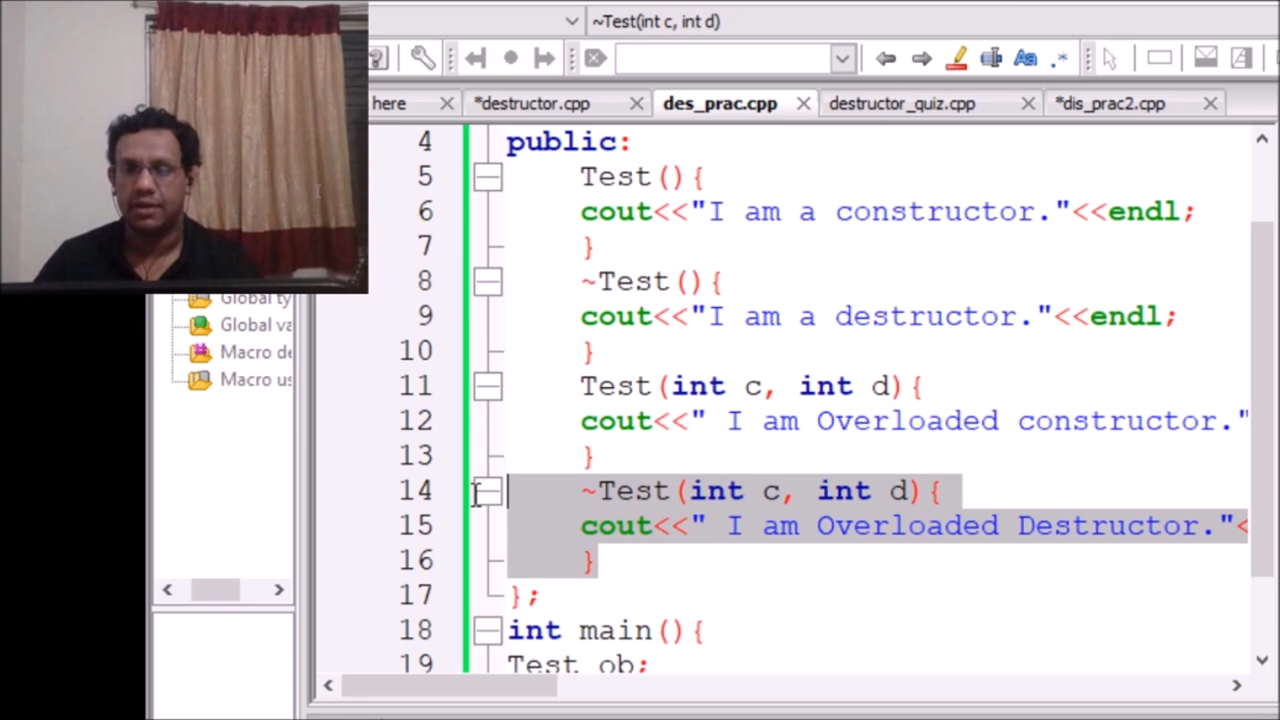 ~Test(int c, int d)
here
*destructor.cpp
des_prac.cpp
destructor_quiz.cpp
*dis_prac2.cpp
4 public:
5 Test(){
6 cout<<"I am a constructor."<<endl;
7 }
8 ~Test(){
9 cout<<"I am a destructor."<<endl;
10 }
11 Test(int c, int d){
12 cout<<" I am Overloaded constructor."
13 }
14 ~Test(int c, int d){
15 cout<<" I am Overloaded Destructor."<
16 }
17 };
18 int main(){
19 Test ob;
Global ty
Global va
Macro de
Macro us